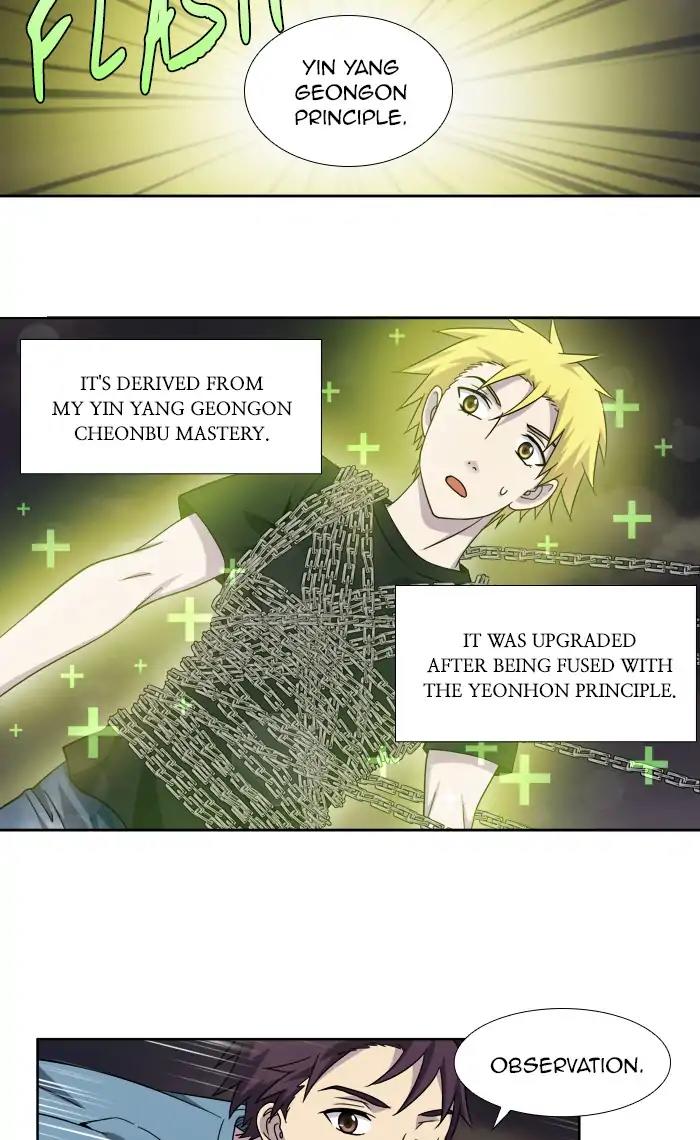 FLASH
YIN YANG
GEONGON
PRINCIPLE.
IT'S DERIVED FROM
MY YIN YANG GEONGON
CHEONBU MASTERY.
IT WAS UPGRADED
AFTER BEING FUSED WITH
THE YEONHON PRINCIPLE.
OBSERVATION.